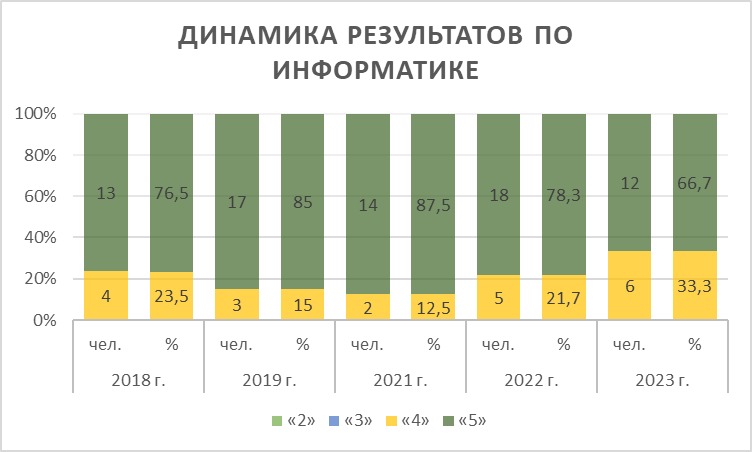 ДИНАМИКА РЕЗУЛЬТАТОВ ПО
ИНФОРМАТИКЕ
100%
80%
60%
40%
20%
0%
13 76,5 17 85 14 87,5 18 78,3 12 66,7
4 23,5 3 15 2 12,5 5 21,7 6 33,3
чел. % чел. % чел. % чел. % чел. %
2018 г. 2019 г. 2021 г. 2022 г. 2023 г.
«2» «3» «4» «5»